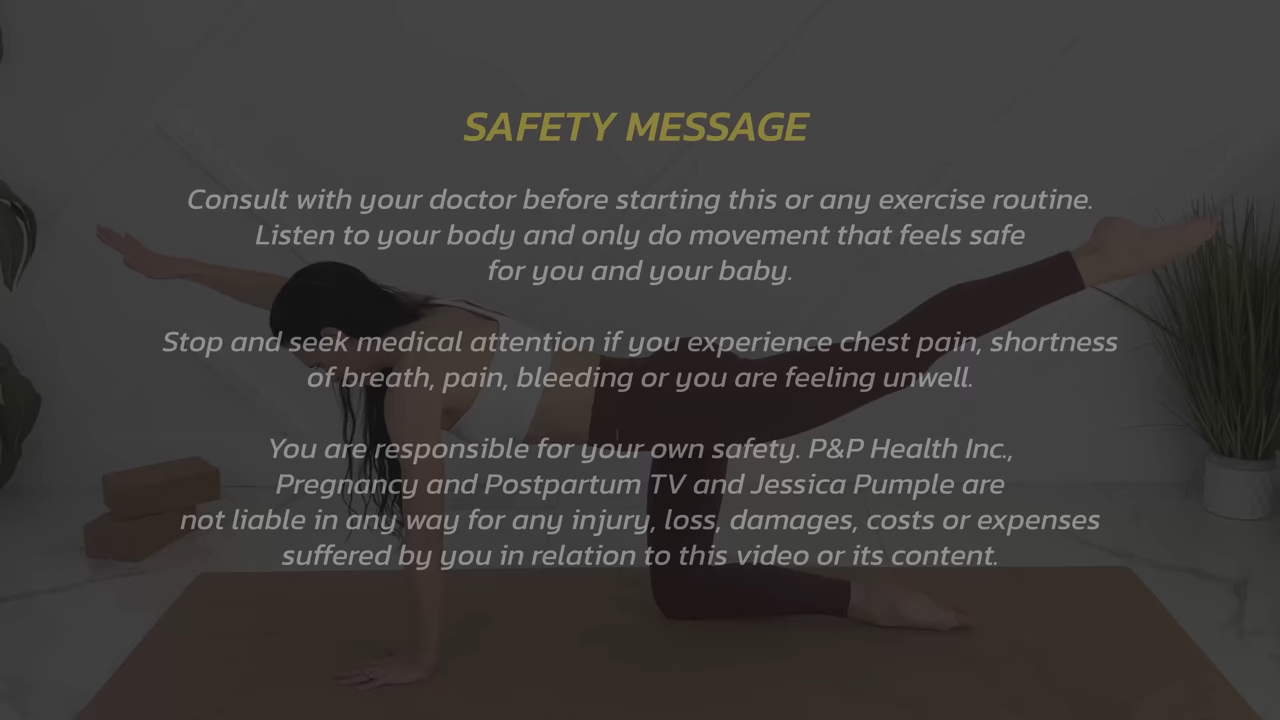 SAFETY MESSAGE
Consult with your doctor before starting this or any exercise routine.
Listen to your body and only do movement that feels safe
for you and your baby.
Stop and seek medical attention if you experience chest pain, shortness
of breath, pain, bleeding or you are feeling unwell.
You are responsible for your own safety. P&P Health Inc.,
Pregnancy and Postpartum TV and Jessica Pumple are
not liable in any way for any injury, loss, damages, costs or expenses
suffered by you in relation to this video or its content.